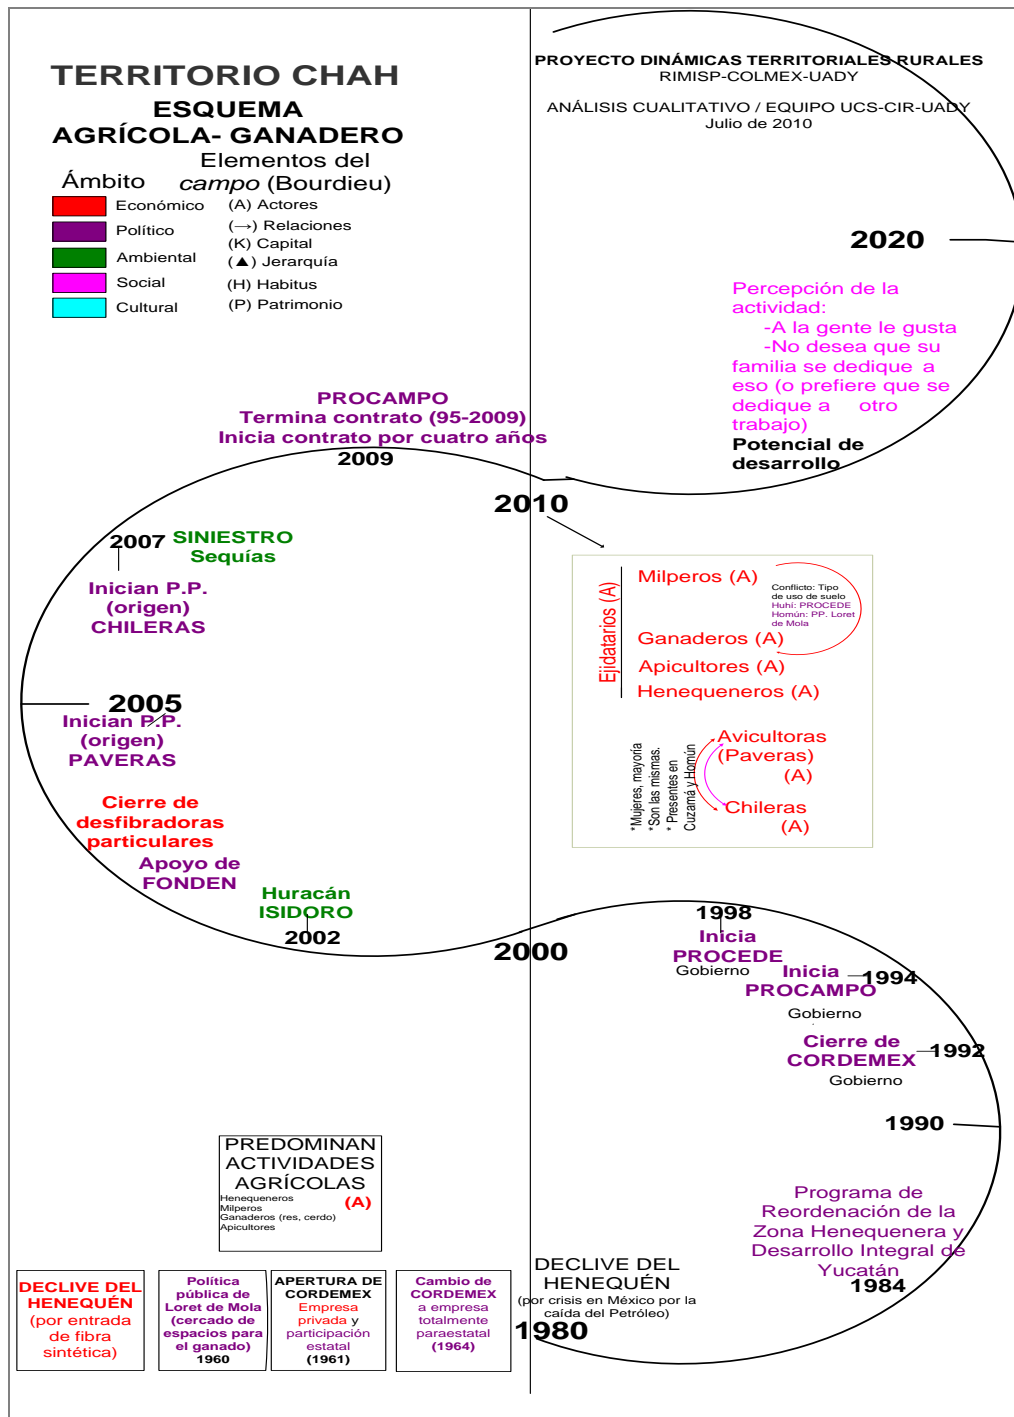 TERRITORIO CHAH
ESQUEMA
AGRÍCOLA- GANADERO
Elementos del
campo (Bourdieu)
Ámbito
Económico
Político
Ambiental
Social
Cultural
(A) Actores
(→) Relaciones
(K) Capital
(▲) Jerarquía
(H) Habitus
(P) Patrimonio
PROYECTO DINÁMICAS TERRITORIALES RURALES
RIMISP-COLMEX-UADY
ANÁLISIS CUALITATIVO / EQUIPO UCS-CIR-UADY
Julio de 2010
2020
Percepción de la
actividad:
-A la gente le gusta
-No desea que su
familia se dedique a
eso (o prefiere que se
dedique a otro
trabajo)
Potencial de
desarrollo
PROCAMPO
Termina contrato (95-2009)
Inicia contrato por cuatro años
2009
2010
2007
SINIESTRO
Sequías
Inician P.P.
(origen)
CHILERAS
2005
Inician P.P.
(origen)
PAVERAS
Cierre de
desfibradoras
particulares
Apoyo de
FONDEN
Huracán
ISIDORO
2002
2000
Ejidatarios (A)
Milperos (A)
Ganaderos (A)
Apicultores (A)
Henequeneros (A)
Conflicto: Tipo
de uso de suelo
Huhí: PROCEDE
Homún: PP. Loret
de Mola
*Mujeres, mayoría
*Son las mismas.
* Presentes en
Cuzamá y Homún
Avicultoras
(Paveras)
(A)
Chileras
(A)
1998
Inicia
PROCEDE
Gobierno
Inicia
PROCAMPO
1994
Gobierno
Cierre de
CORDEMEX
1992
Gobierno
1990
Programa de
Reordenación de la
Zona Henequenera y
Desarrollo Integral de
Yucatán
1984
PREDOMINAN
ACTIVIDADES
AGRÍCOLAS
Henequeneros
Milperos
Ganaderos (res, cerdo)
Apicultores
(A)
DECLIVE DEL
HENEQUÉN
(por entrada
de fibra
sintética)
Política
pública de
Loret de Mola
(cercado de
espacios para
el ganado)
1960
APERTURA DE
CORDEMEX
Empresa
privada y
participación
estatal
(1961)
Cambio de
CORDEMEX
a empresa
totalmente
paraestatal
(1964)
DECLIVE DEL
HENEQUÉN
(por crisis en México por la
caída del Petróleo)
1980